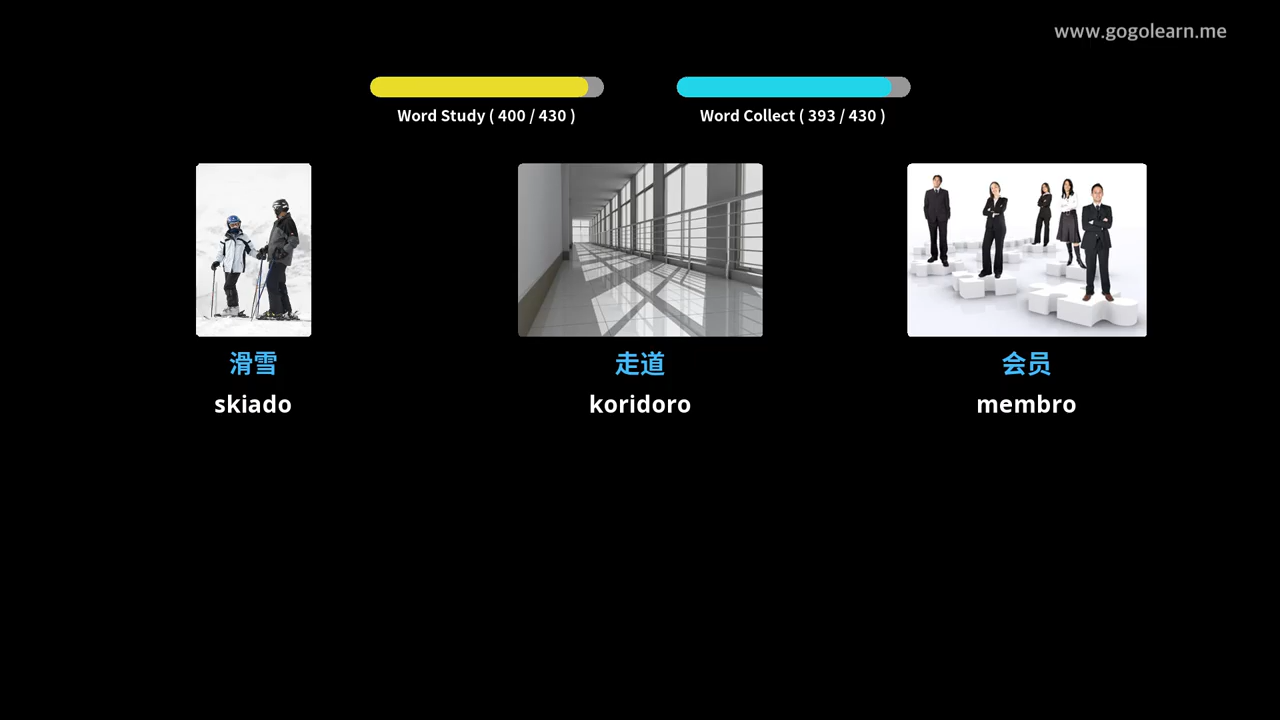 www.gogolearn.me
Word Study ( 400 / 430 )
Word Collect ( 393 / 430 )
滑雪
走道
会员
skiado
koridoro
membro